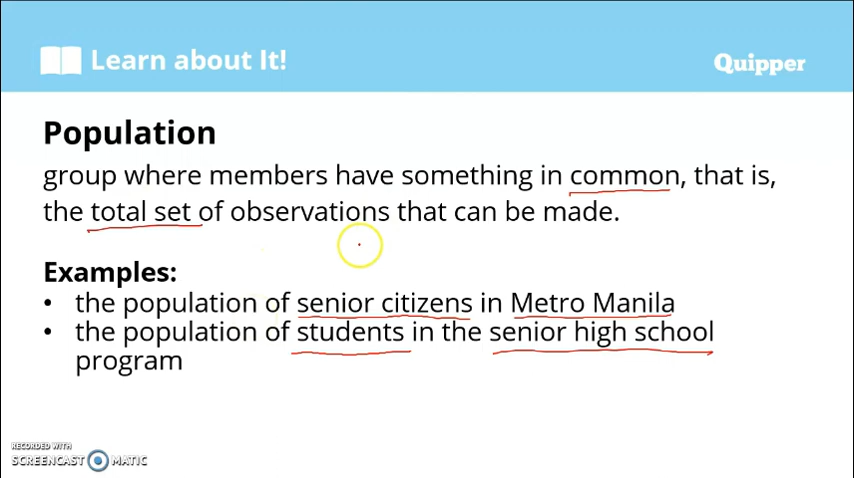 Learn about It!
Quipper
Population
group where members have something in common, that is,
the total set of observations that can be made.
Examples:
• the population of senior citizens in Metro Manila
• the population of students in the senior high school
program
RECORDED WITH
SCREENCAST MATIC